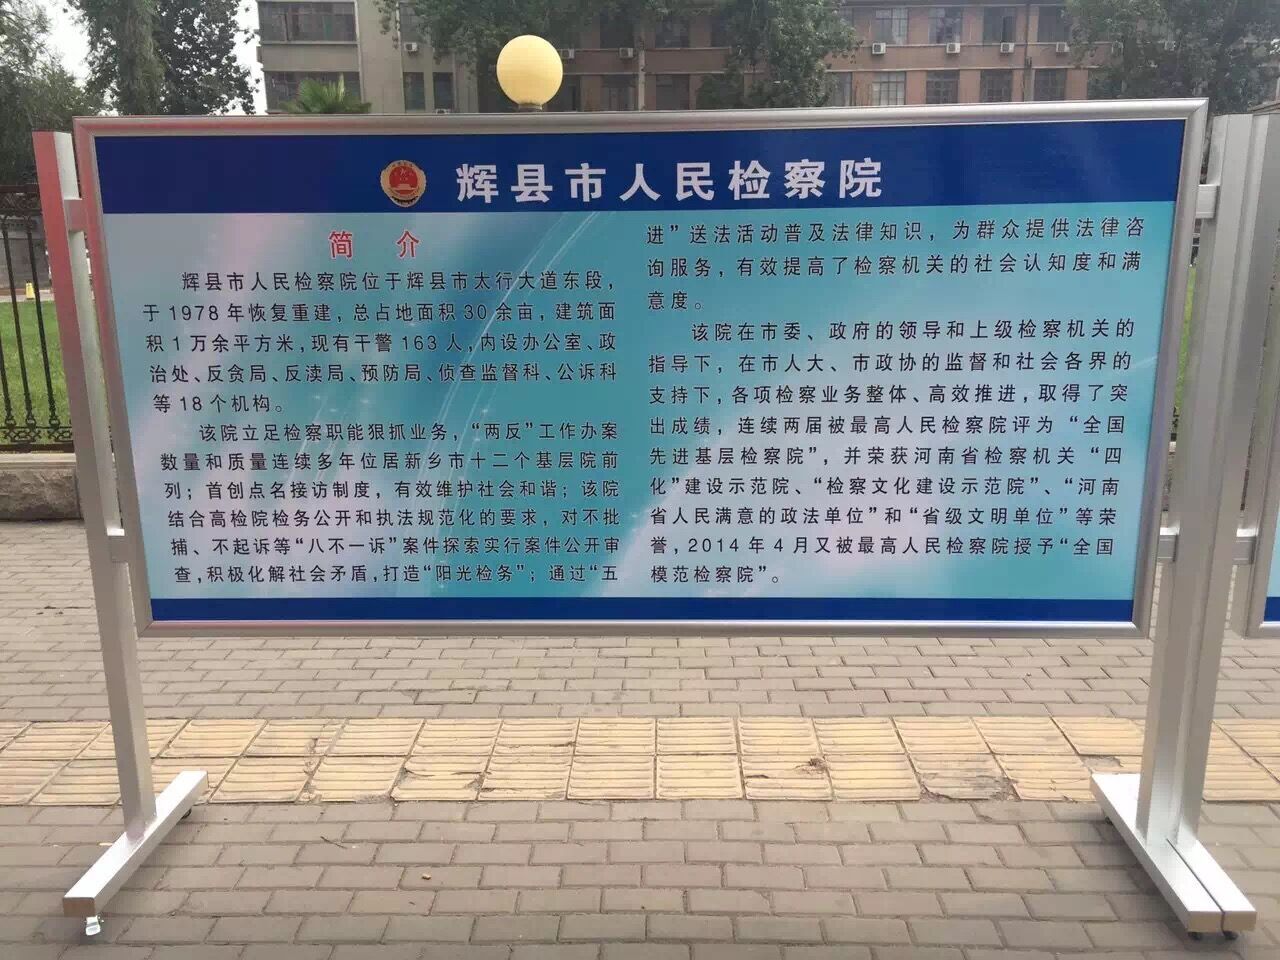 辉县市人民检察院
简 介
辉县市人民检察院位于辉县市太行大道东段，
于1978年恢复重建，总占地面积30余亩，建筑面
积1万余平方米，现有干警163人，内设办公室、政
治处、反贪局、反渎局、预防局、侦查监督科、公诉科
等18个机构。
该院立足检察职能狠抓业务，“两反”工作办案
数量和质量连续多年位居新乡市十二个基层院前
列；首创点名接访制度，有效维护社会和谐；该院
结合高检院检务公开和执法规范化的要求，对不批
捕、不起诉等“八不一诉”案件探索实行案件公开审
查，积极化解社会矛盾，打造“阳光检务”；通过“五
进”送法活动普及法律知识，为群众提供法律咨
询服务，有效提高了检察机关的社会认知度和满
意度。
该院在市委、政府的领导和上级检察机关的
指导下，在市人大、市政协的监督和社会各界的
支持下，各项检察业务整体、高效推进，取得了突
出成绩，连续两届被最高人民检察院评为“全国
先进基层检察院”，并荣获河南省检察机关“四
化”建设示范院、“检察文化建设示范院”、“河南
省人民满意的政法单位”和“省级文明单位”等荣
誉，2014年4月又被最高人民检察院授予“全国
模范检察院”。